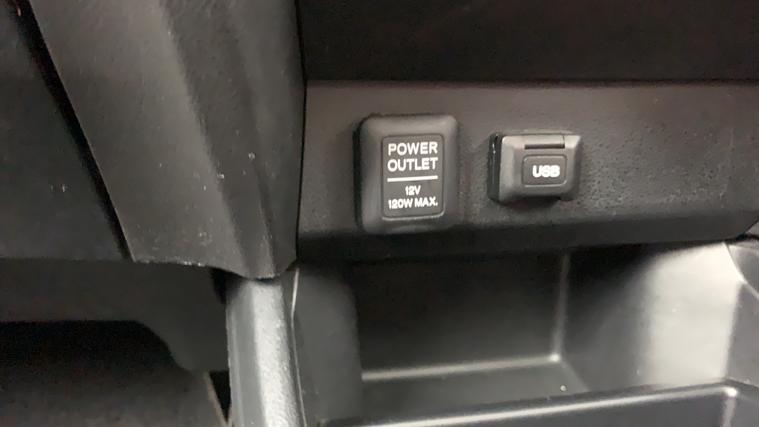 POWER
OUTLET
12V
120W MAX.
USB